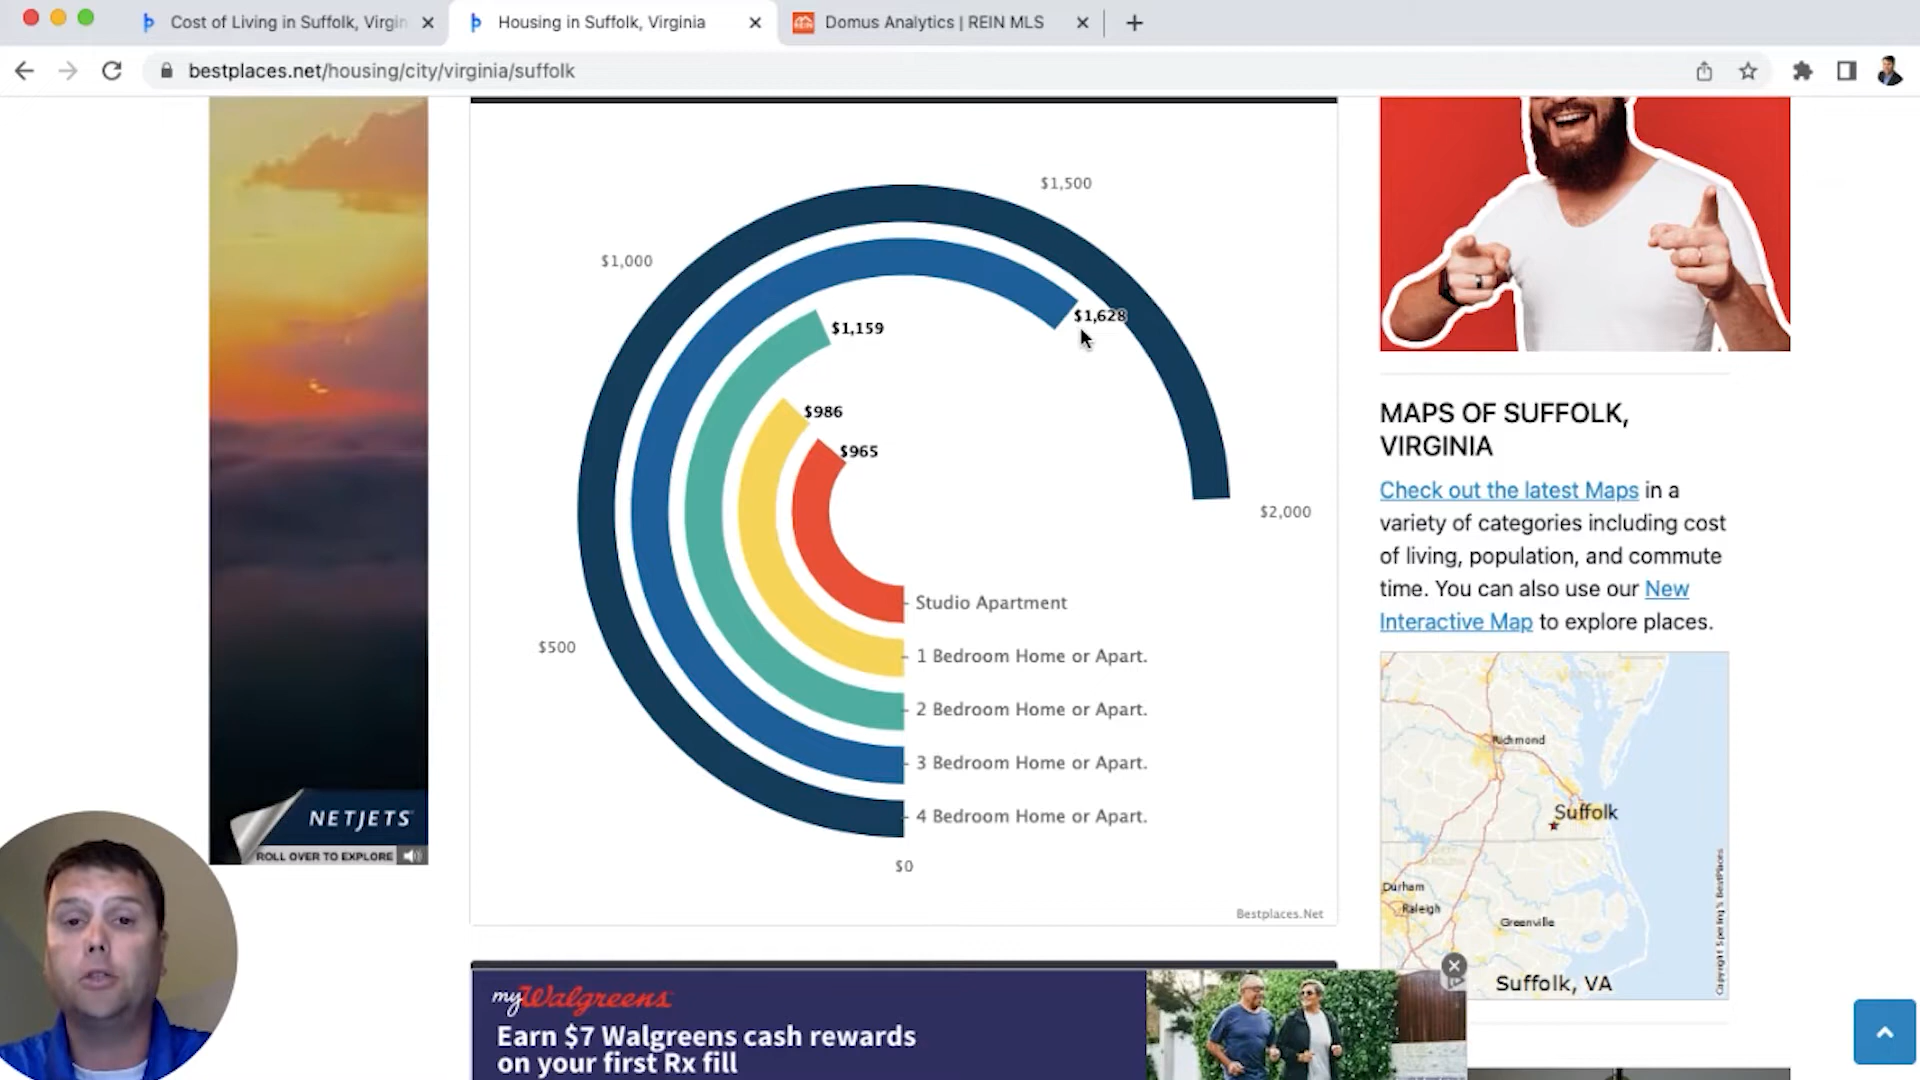 Cost of Living in Suffolk, Virgin
Housing in Suffolk, Virginia
REIN
Domus Analytics | REIN MLS
bestplaces.net/housing/city/virginia/suffolk
$1,500
$1,000
$1,628
$1,159
$986
$965
$2,000
$500
Studio Apartment
1 Bedroom Home or Apart.
2 Bedroom Home or Apart.
3 Bedroom Home or Apart.
4 Bedroom Home or Apart.
$0
Bestplaces.Net
NETJETS
ROLL OVER TO EXPLORE
MAPS OF SUFFOLK,
VIRGINIA
Check out the latest Maps in a
variety of categories including cost
of living, population, and commute
time. You can also use our New
Interactive Map to explore places.
Richmond
Suffolk
Durham
Raleigh
Greenville
Suffolk, VA
Copyright Sperling's BestPlaces
myWalgreens
Earn $7 Walgreens cash rewards
on your first Rx fill